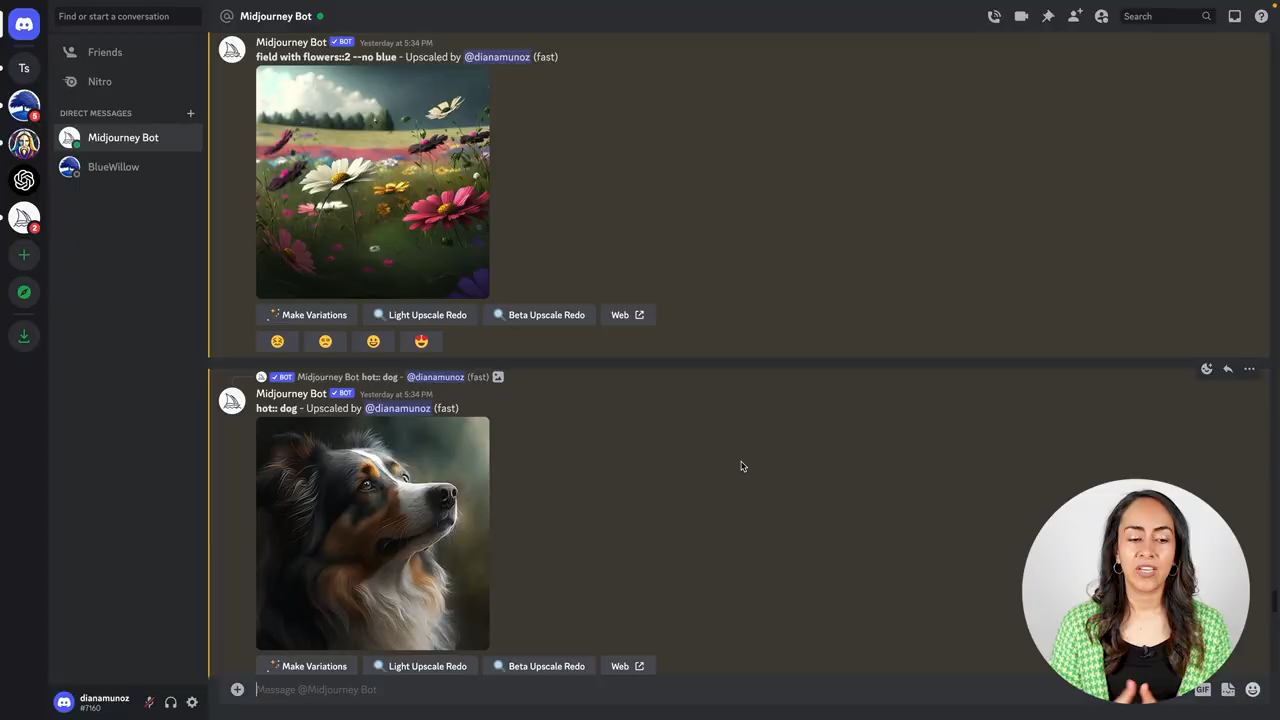 Find or start a conversation
Midjourney Bot
Search
Friends
Nitro
DIRECT MESSAGES
Midjourney Bot
BlueWillow
Ts
5
2
Midjourney Bot BOT Yesterday at 5:34 PM
field with flowers::2 --no blue - Upscaled by @dianamunoz (fast)
Make Variations Light Upscale Redo Beta Upscale Redo Web
BOT Midjourney Bot hot:: dog - @dianamunoz (fast)
Midjourney Bot BOT Yesterday at 5:34 PM
hot:: dog - Upscaled by @dianamunoz (fast)
Make Variations Light Upscale Redo Beta Upscale Redo Web
Message @Midjourney Bot
GIF
dianamunoz
#7160